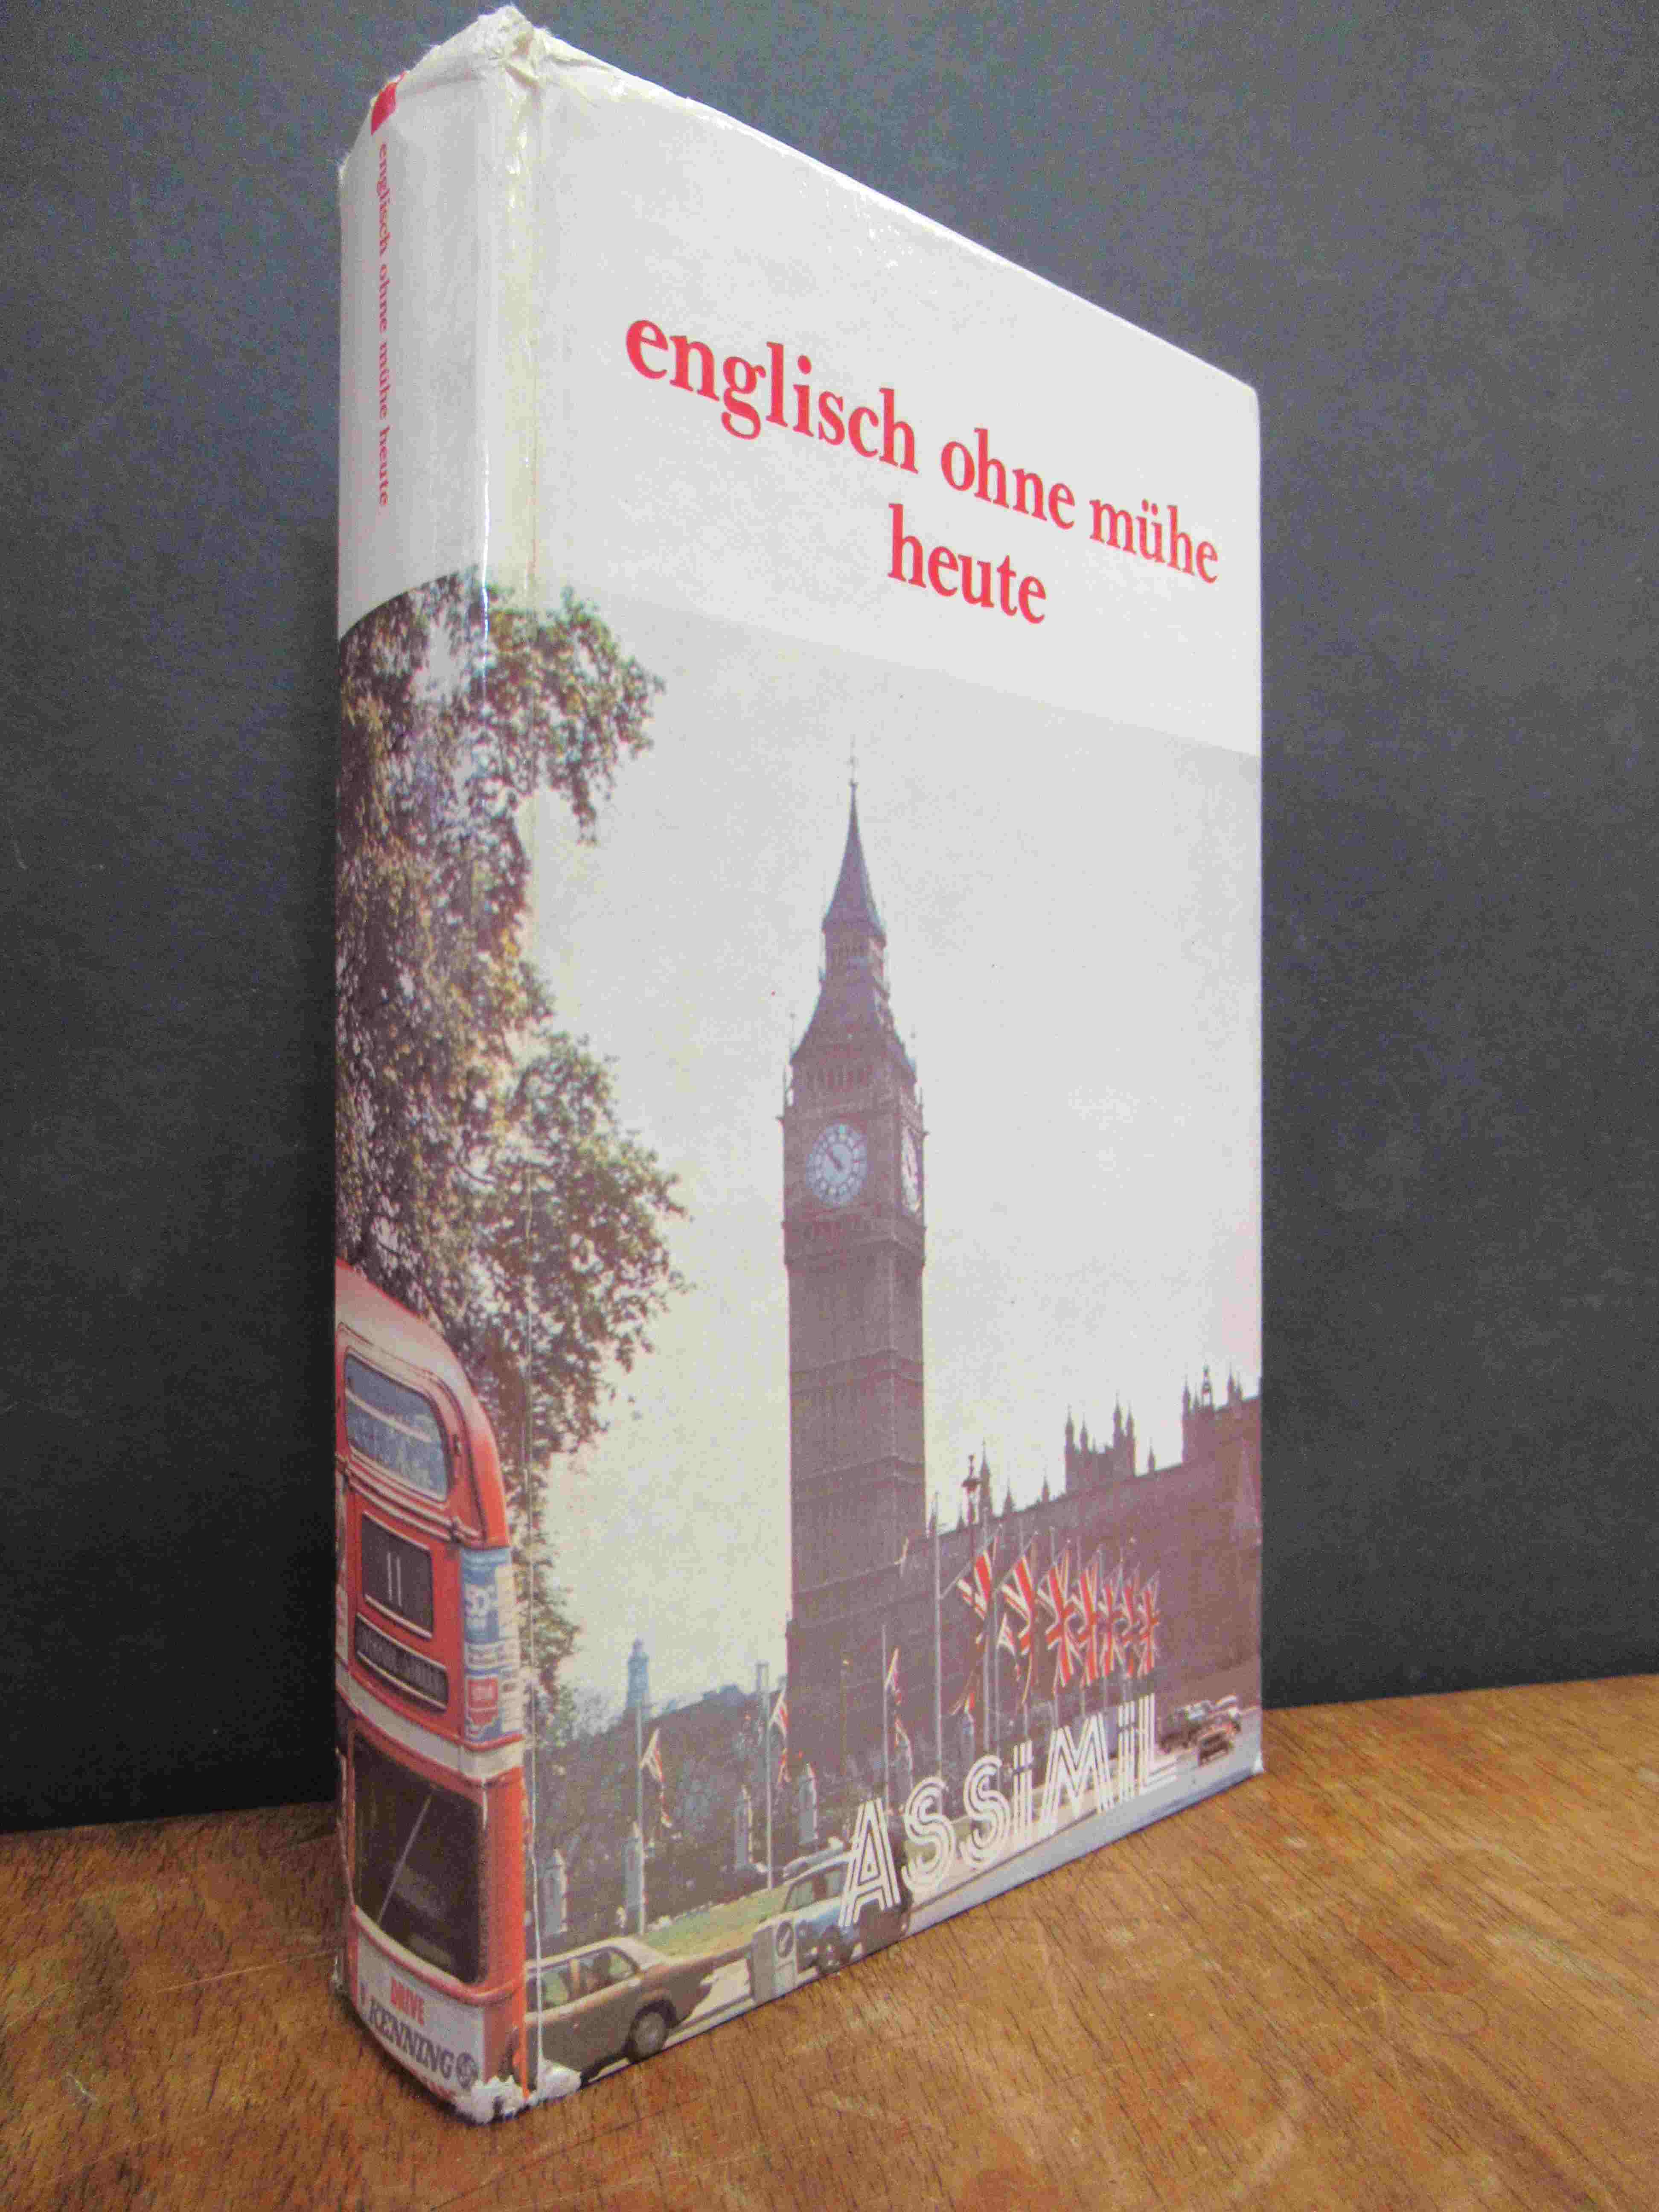 englisch ohne mühe heute
englisch ohne mühe
heute
11
ASSiMiL
DRIVE
KENNING